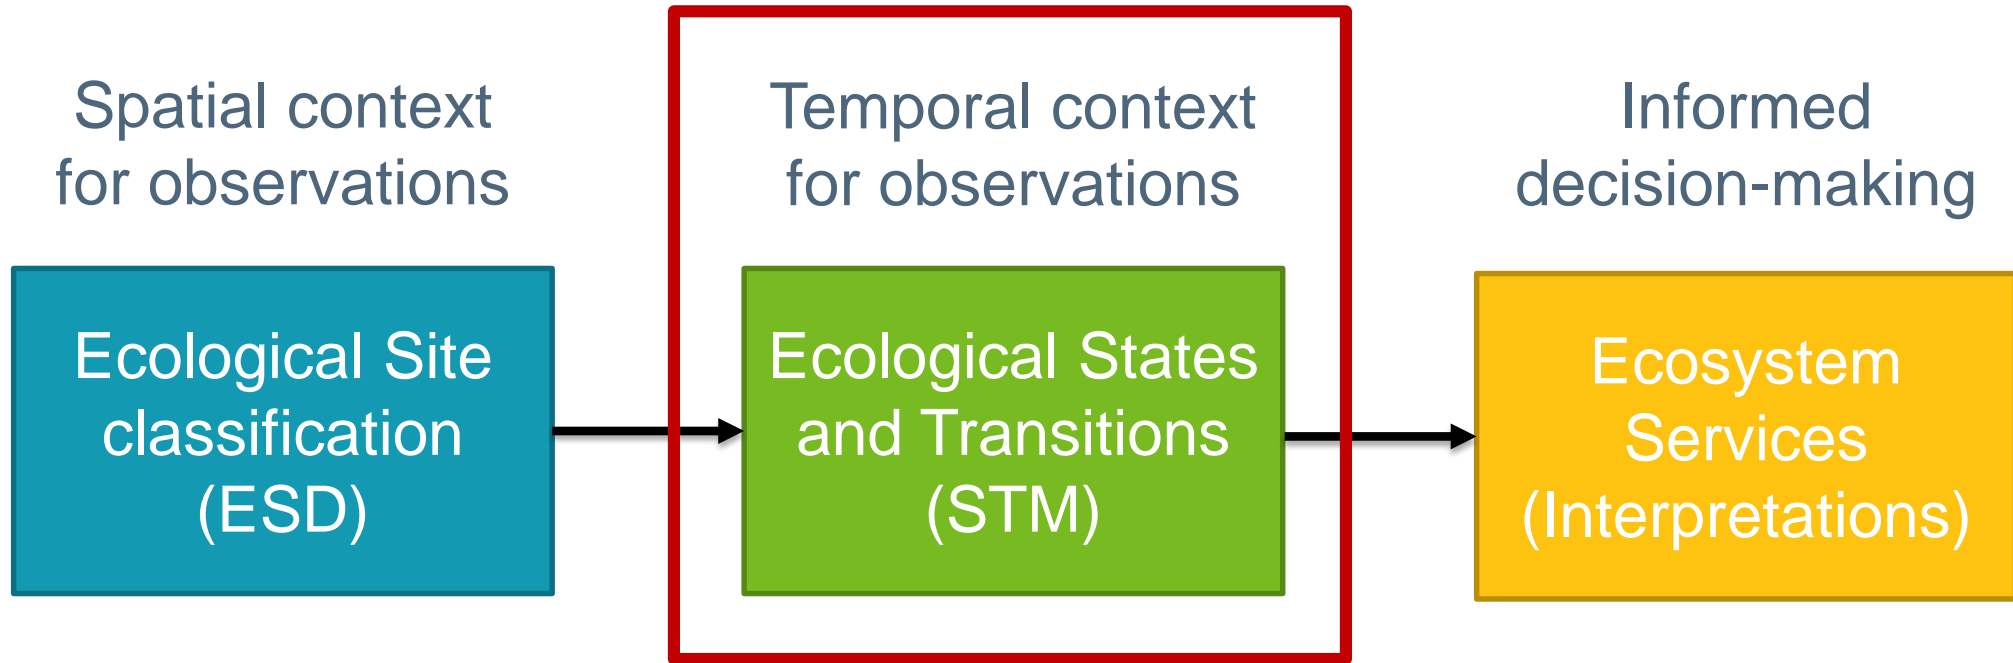 Spatial context
for observations
Temporal context
for observations
Informed
decision-making
Ecological Site
classification
(ESD)
Ecological States
and Transitions
(STM)
Ecosystem
Services
(Interpretations)